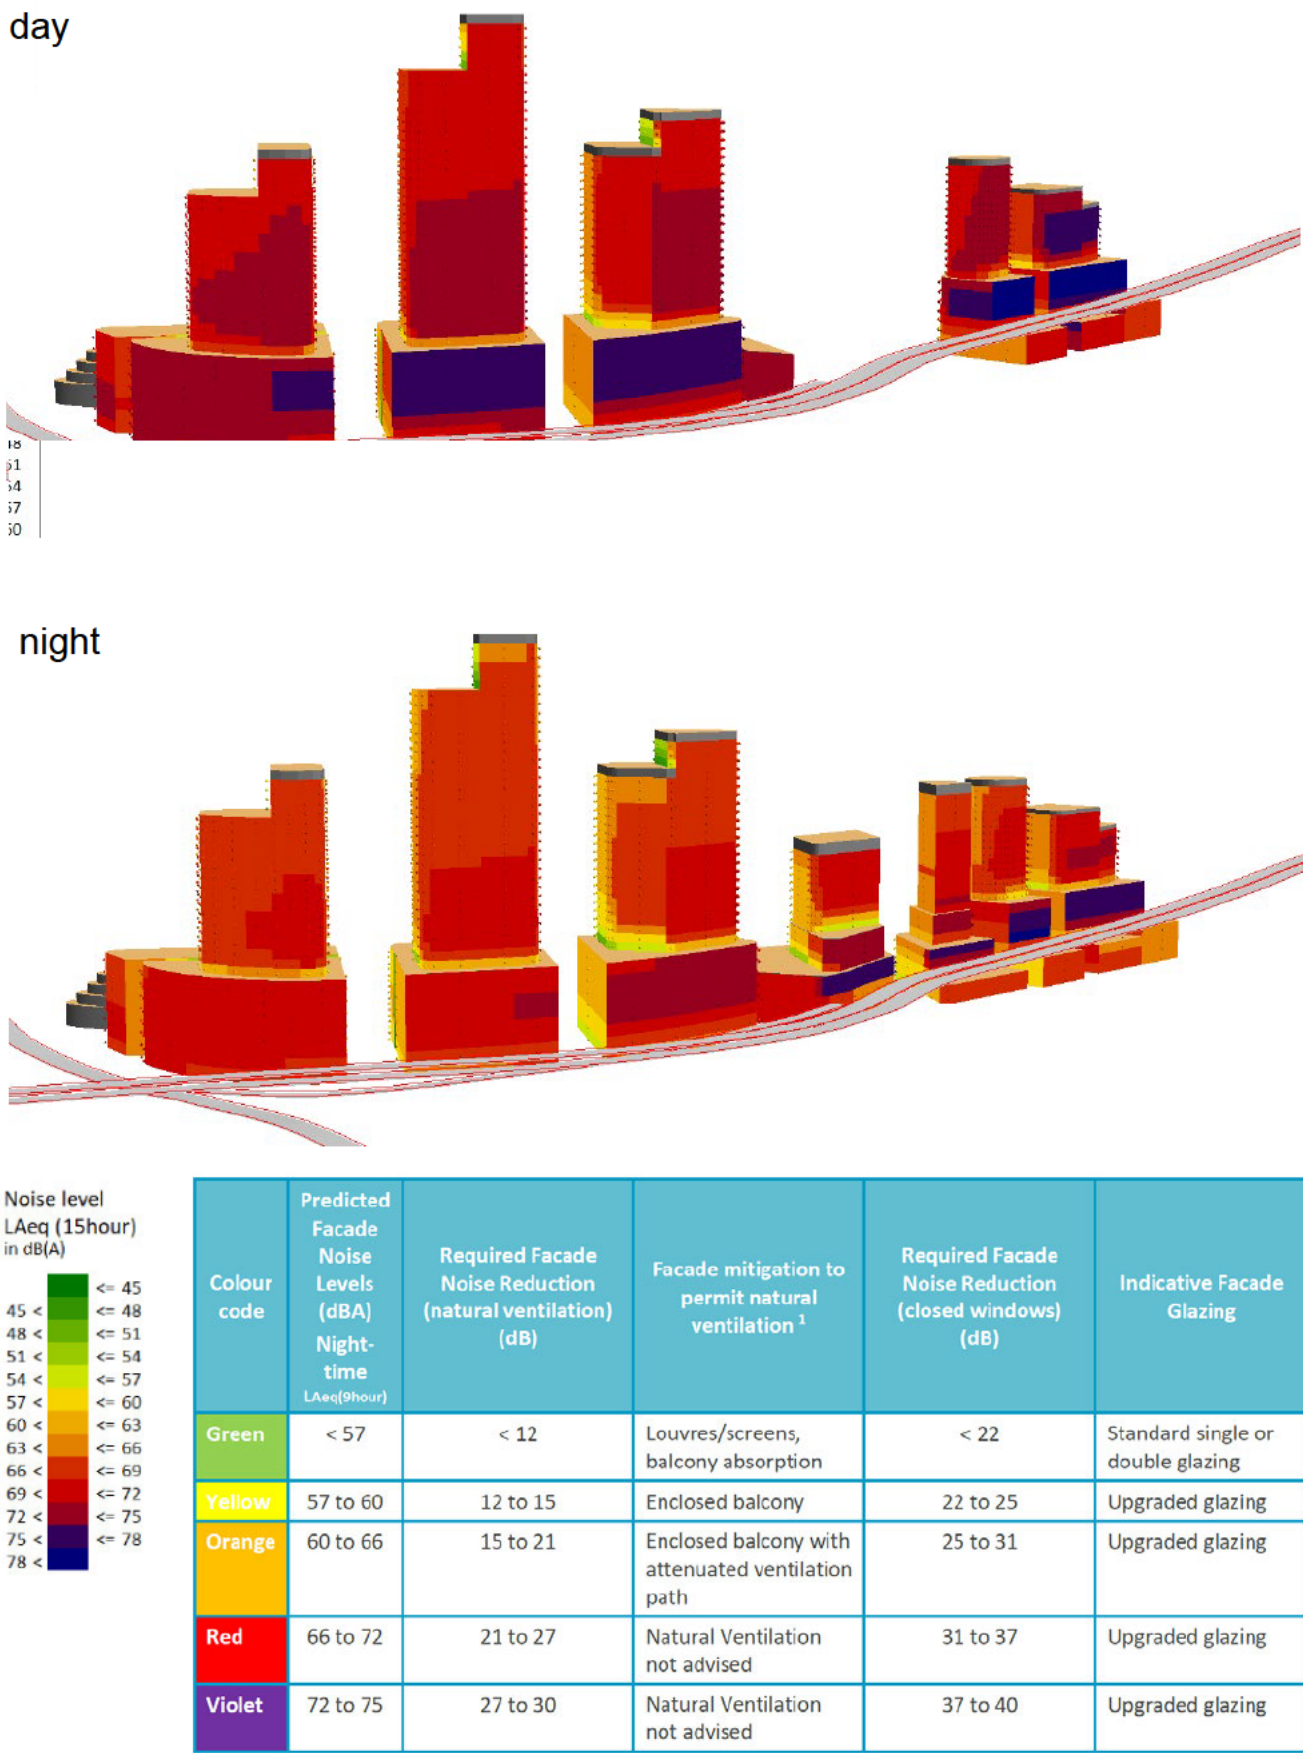 day
48
51
54
57
60
night
Noise level
LAeq (15hour)
in dB(A)
<= 45
45 < <= 48
48 < <= 51
51 < <= 54
54 < <= 57
57 < <= 60
60 < <= 63
63 < <= 66
66 < <= 69
69 < <= 72
72 < <= 75
75 < <= 78
78 <
Colour
code
Predicted
Facade
Noise
Levels
(dBA)
Night-
time
LAeq(9hour)
Required Facade
Noise Reduction
(natural ventilation)
(dB)
Facade mitigation to
permit natural
ventilation 1
Required Facade
Noise Reduction
(closed windows)
(dB)
Indicative Facade
Glazing
Green
< 57
< 12
Louvres/screens,
balcony absorption
< 22
Standard single or
double glazing
Yellow
57 to 60
12 to 15
Enclosed balcony
22 to 25
Upgraded glazing
Orange
60 to 66
15 to 21
Enclosed balcony with
attenuated ventilation
path
25 to 31
Upgraded glazing
Red
66 to 72
21 to 27
Natural Ventilation
not advised
31 to 37
Upgraded glazing
Violet
72 to 75
27 to 30
Natural Ventilation
not advised
37 to 40
Upgraded glazing